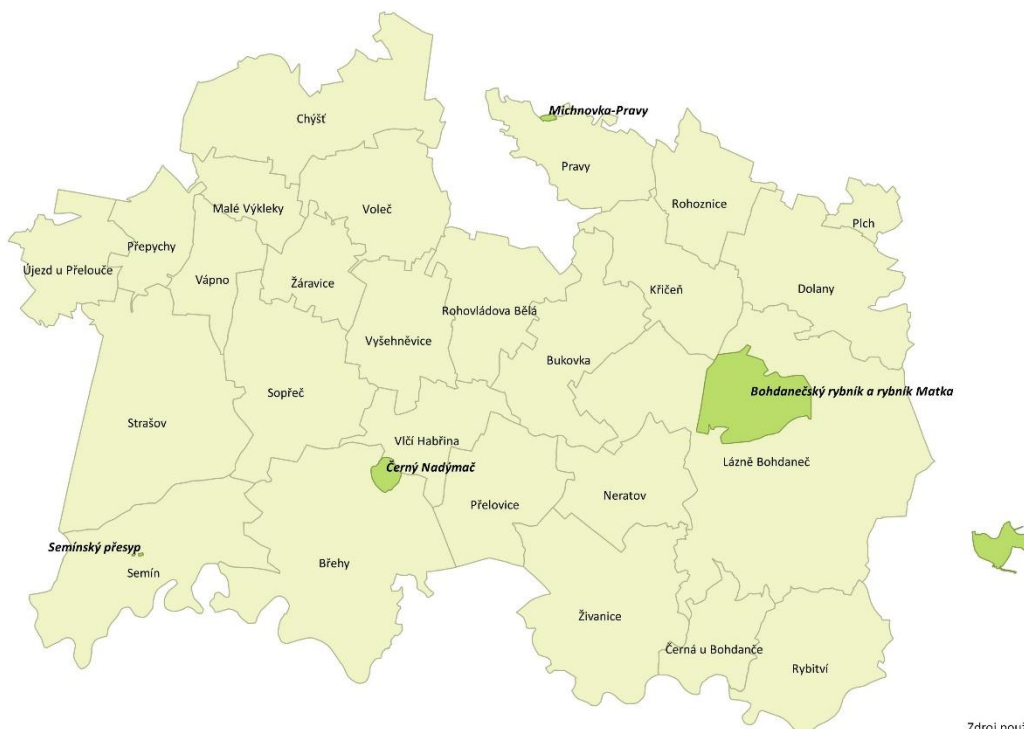 Michnovka-Pravy
Chýšť
Pravy
Rohoznice
Malé Výkleky
Voleč
Plch
Přepychy
Újezd u Přelouče
Vápno
Žáravice
Křičeň
Dolany
Rohovládova Bělá
Vyšehněvice
Bukovka
Sopřeč
Bohdanečský rybník a rybník Matka
Strašov
Vlčí Habřina
Lázně Bohdaneč
Černý Nadýmač
Přelovice
Neratov
Semínský přesyp
Břehy
Semín
Živanice
Černá u Bohdanče
Rybitví
Zdroj